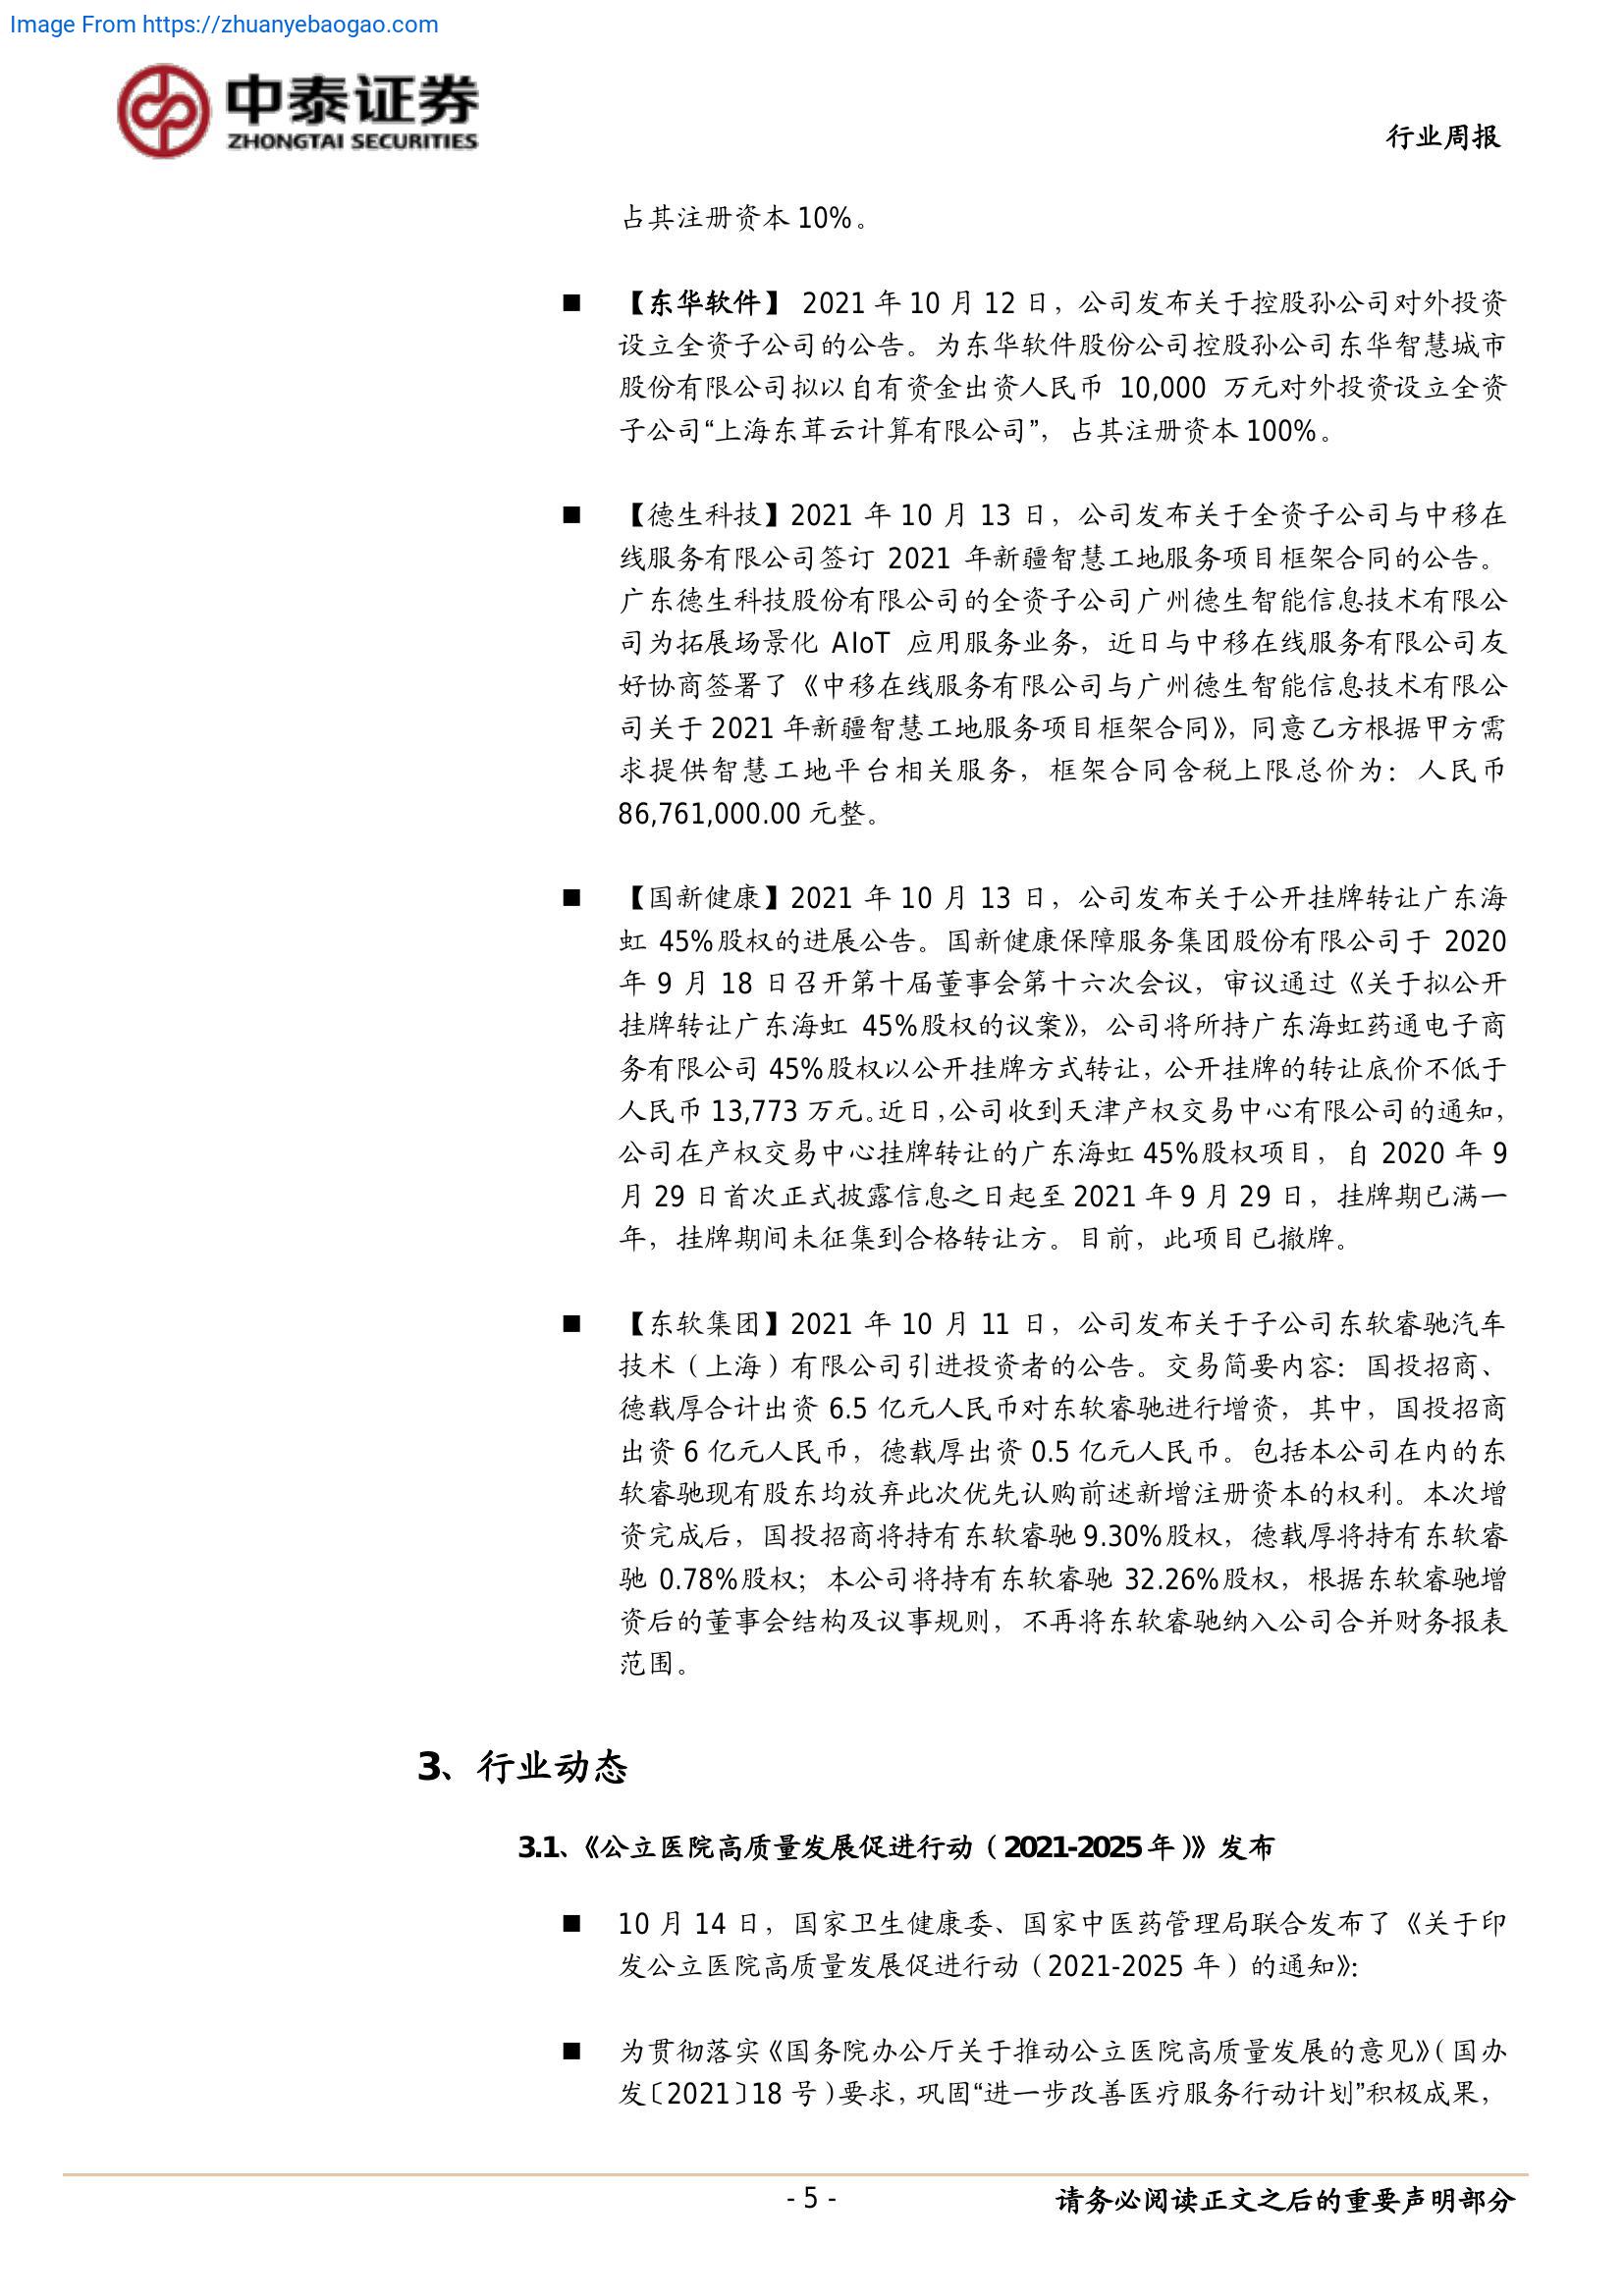 Image From https://zhuanyebaogao.com
中泰证券
ZHONGTAI SECURITIES
行业周报
占其注册资本 10%。
■ 【东华软件】 2021 年 10 月 12 日，公司发布关于控股孙公司对外投资
设立全资子公司的公告。为东华软件股份公司控股孙公司东华智慧城市
股份有限公司拟以自有资金出资人民币 10,000 万元对外投资设立全资
子公司“上海东茸云计算有限公司”，占其注册资本 100%。
■ 【德生科技】2021 年 10 月 13 日，公司发布关于全资子公司与中移在
线服务有限公司签订 2021 年新疆智慧工地服务项目框架合同的公告。
广东德生科技股份有限公司的全资子公司广州德生智能信息技术有限公
司为拓展场景化 AIoT 应用服务业务，近日与中移在线服务有限公司友
好协商签署了《中移在线服务有限公司与广州德生智能信息技术有限公
司关于 2021 年新疆智慧工地服务项目框架合同》，同意乙方根据甲方需
求提供智慧工地平台相关服务，框架合同含税上限总价为：人民币
86,761,000.00 元整。
■ 【国新健康】2021 年 10 月 13 日，公司发布关于公开挂牌转让广东海
虹 45%股权的进展公告。国新健康保障服务集团股份有限公司于 2020
年 9 月 18 日召开第十届董事会第十六次会议，审议通过《关于拟公开
挂牌转让广东海虹 45%股权的议案》，公司将所持广东海虹药通电子商
务有限公司 45%股权以公开挂牌方式转让，公开挂牌的转让底价不低于
人民币 13,773 万元。近日，公司收到天津产权交易中心有限公司的通知，
公司在产权交易中心挂牌转让的广东海虹 45%股权项目，自 2020 年 9
月 29 日首次正式披露信息之日起至 2021 年 9 月 29 日，挂牌期已满一
年，挂牌期间未征集到合格转让方。目前，此项目已撤牌。
■ 【东软集团】2021 年 10 月 11 日，公司发布关于子公司东软睿驰汽车
技术（上海）有限公司引进投资者的公告。交易简要内容：国投招商、
德载厚合计出资 6.5 亿元人民币对东软睿驰进行增资，其中，国投招商
出资 6 亿元人民币，德载厚出资 0.5 亿元人民币。包括本公司在内的东
软睿驰现有股东均放弃此次优先认购前述新增注册资本的权利。本次增
资完成后，国投招商将持有东软睿驰 9.30%股权，德载厚将持有东软睿
驰 0.78%股权；本公司将持有东软睿驰 32.26%股权，根据东软睿驰增
资后的董事会结构及议事规则，不再将东软睿驰纳入公司合并财务报表
范围。
3、行业动态
3.1、《公立医院高质量发展促进行动（2021-2025 年）》发布
■ 10 月 14 日，国家卫生健康委、国家中医药管理局联合发布了《关于印
发公立医院高质量发展促进行动（2021-2025 年）的通知》：
■ 为贯彻落实《国务院办公厅关于推动公立医院高质量发展的意见》（国办
发〔2021〕18 号）要求，巩固“进一步改善医疗服务行动计划”积极成果，
- 5 -
请务必阅读正文之后的重要声明部分